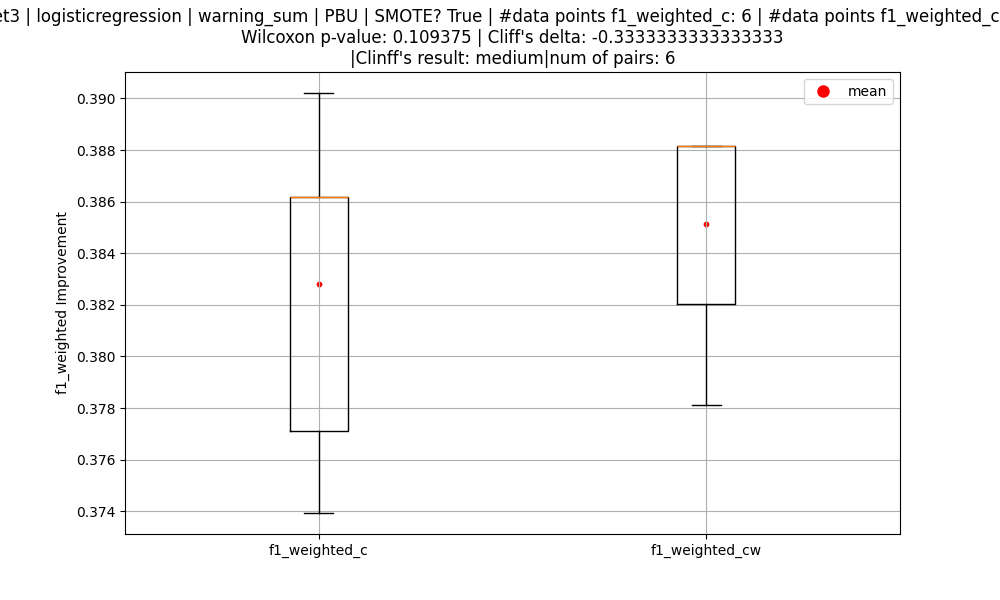 et3 | logisticregression | warning_sum | PBU | SMOTE? True | #data points f1_weighted_c: 6 | #data points f1_weighted_c
Wilcoxon p-value: 0.109375 | Cliff's delta: -0.3333333333333333
|Clinff's result: medium|num of pairs: 6
mean
f1_weighted Improvement
0.390
0.388
0.386
0.384
0.382
0.380
0.378
0.376
0.374
f1_weighted_c
f1_weighted_cw